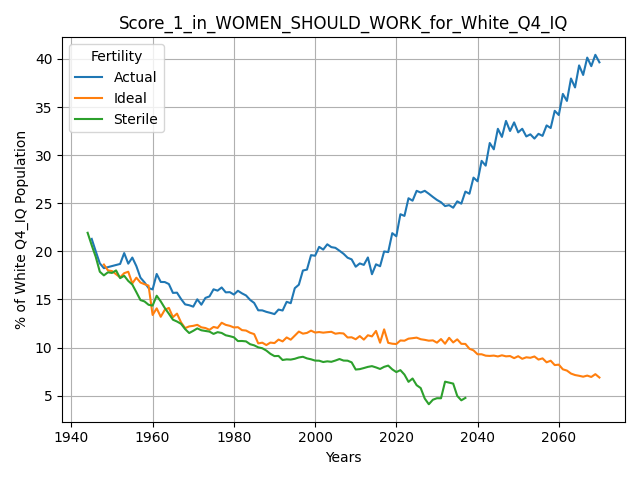 Score_1_in_WOMEN_SHOULD_WORK_for_White_Q4_IQ
Fertility
Actual
Ideal
Sterile
% of White Q4_IQ Population
40
35
30
25
20
15
10
5
1940 1960 1980 2000 2020 2040 2060
Years